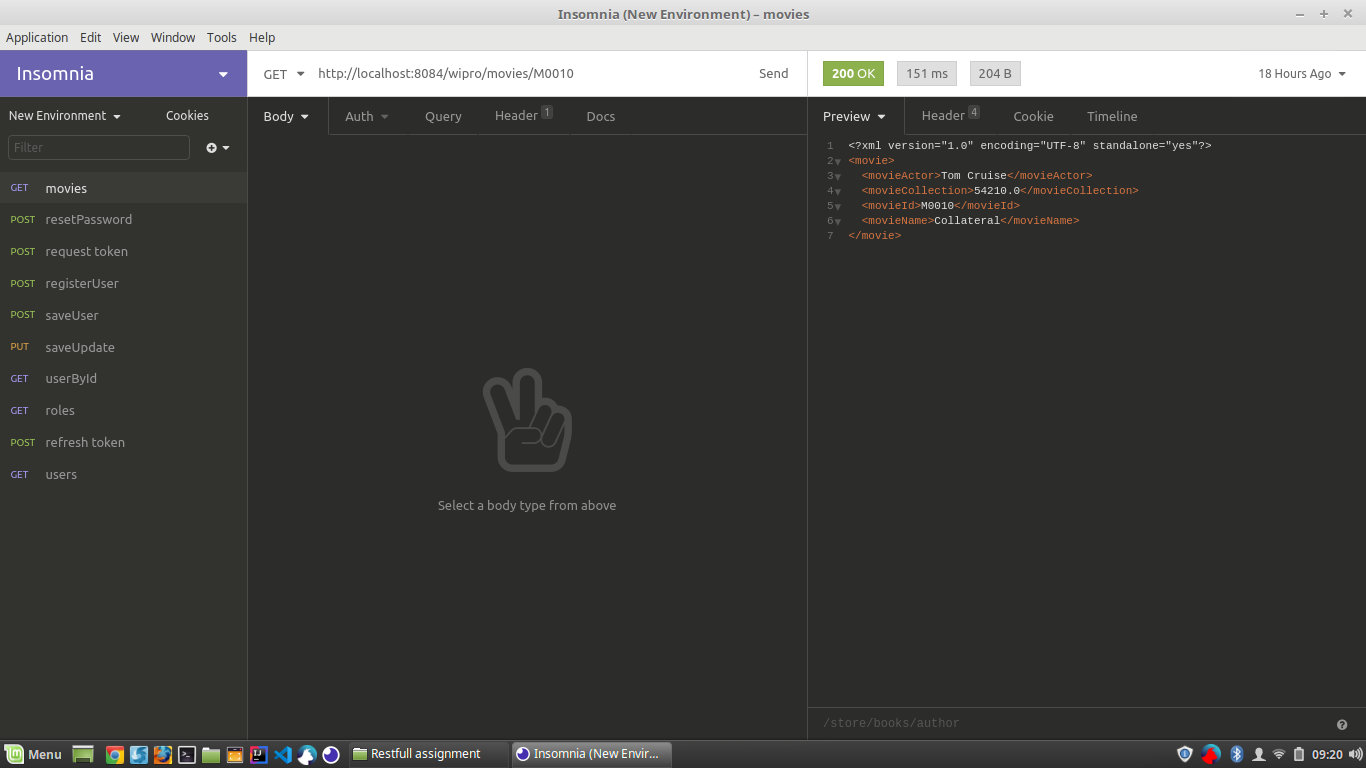 Insomnia (New Environment) – movies
Application Edit View Window Tools Help
Insomnia
GET http://localhost:8084/wipro/movies/M0010 Send
200 OK 151 ms 204 B 18 Hours Ago
New Environment Cookies
Body Auth Query Header 1 Docs
Preview Header 4 Cookie Timeline
Filter
GET movies
POST resetPassword
POST request token
POST registerUser
POST saveUser
PUT saveUpdate
GET userById
GET roles
POST refresh token
GET users
Select a body type from above
1 <?xml version="1.0" encoding="UTF-8" standalone="yes"?>
2 <movie>
3 <movieActor>Tom Cruise</movieActor>
4 <movieCollection>54210.0</movieCollection>
5 <movieId>M0010</movieId>
6 <movieName>Collateral</movieName>
7 </movie>
/store/books/author
Menu Restfull assignment Insomnia (New Envir... 09:20